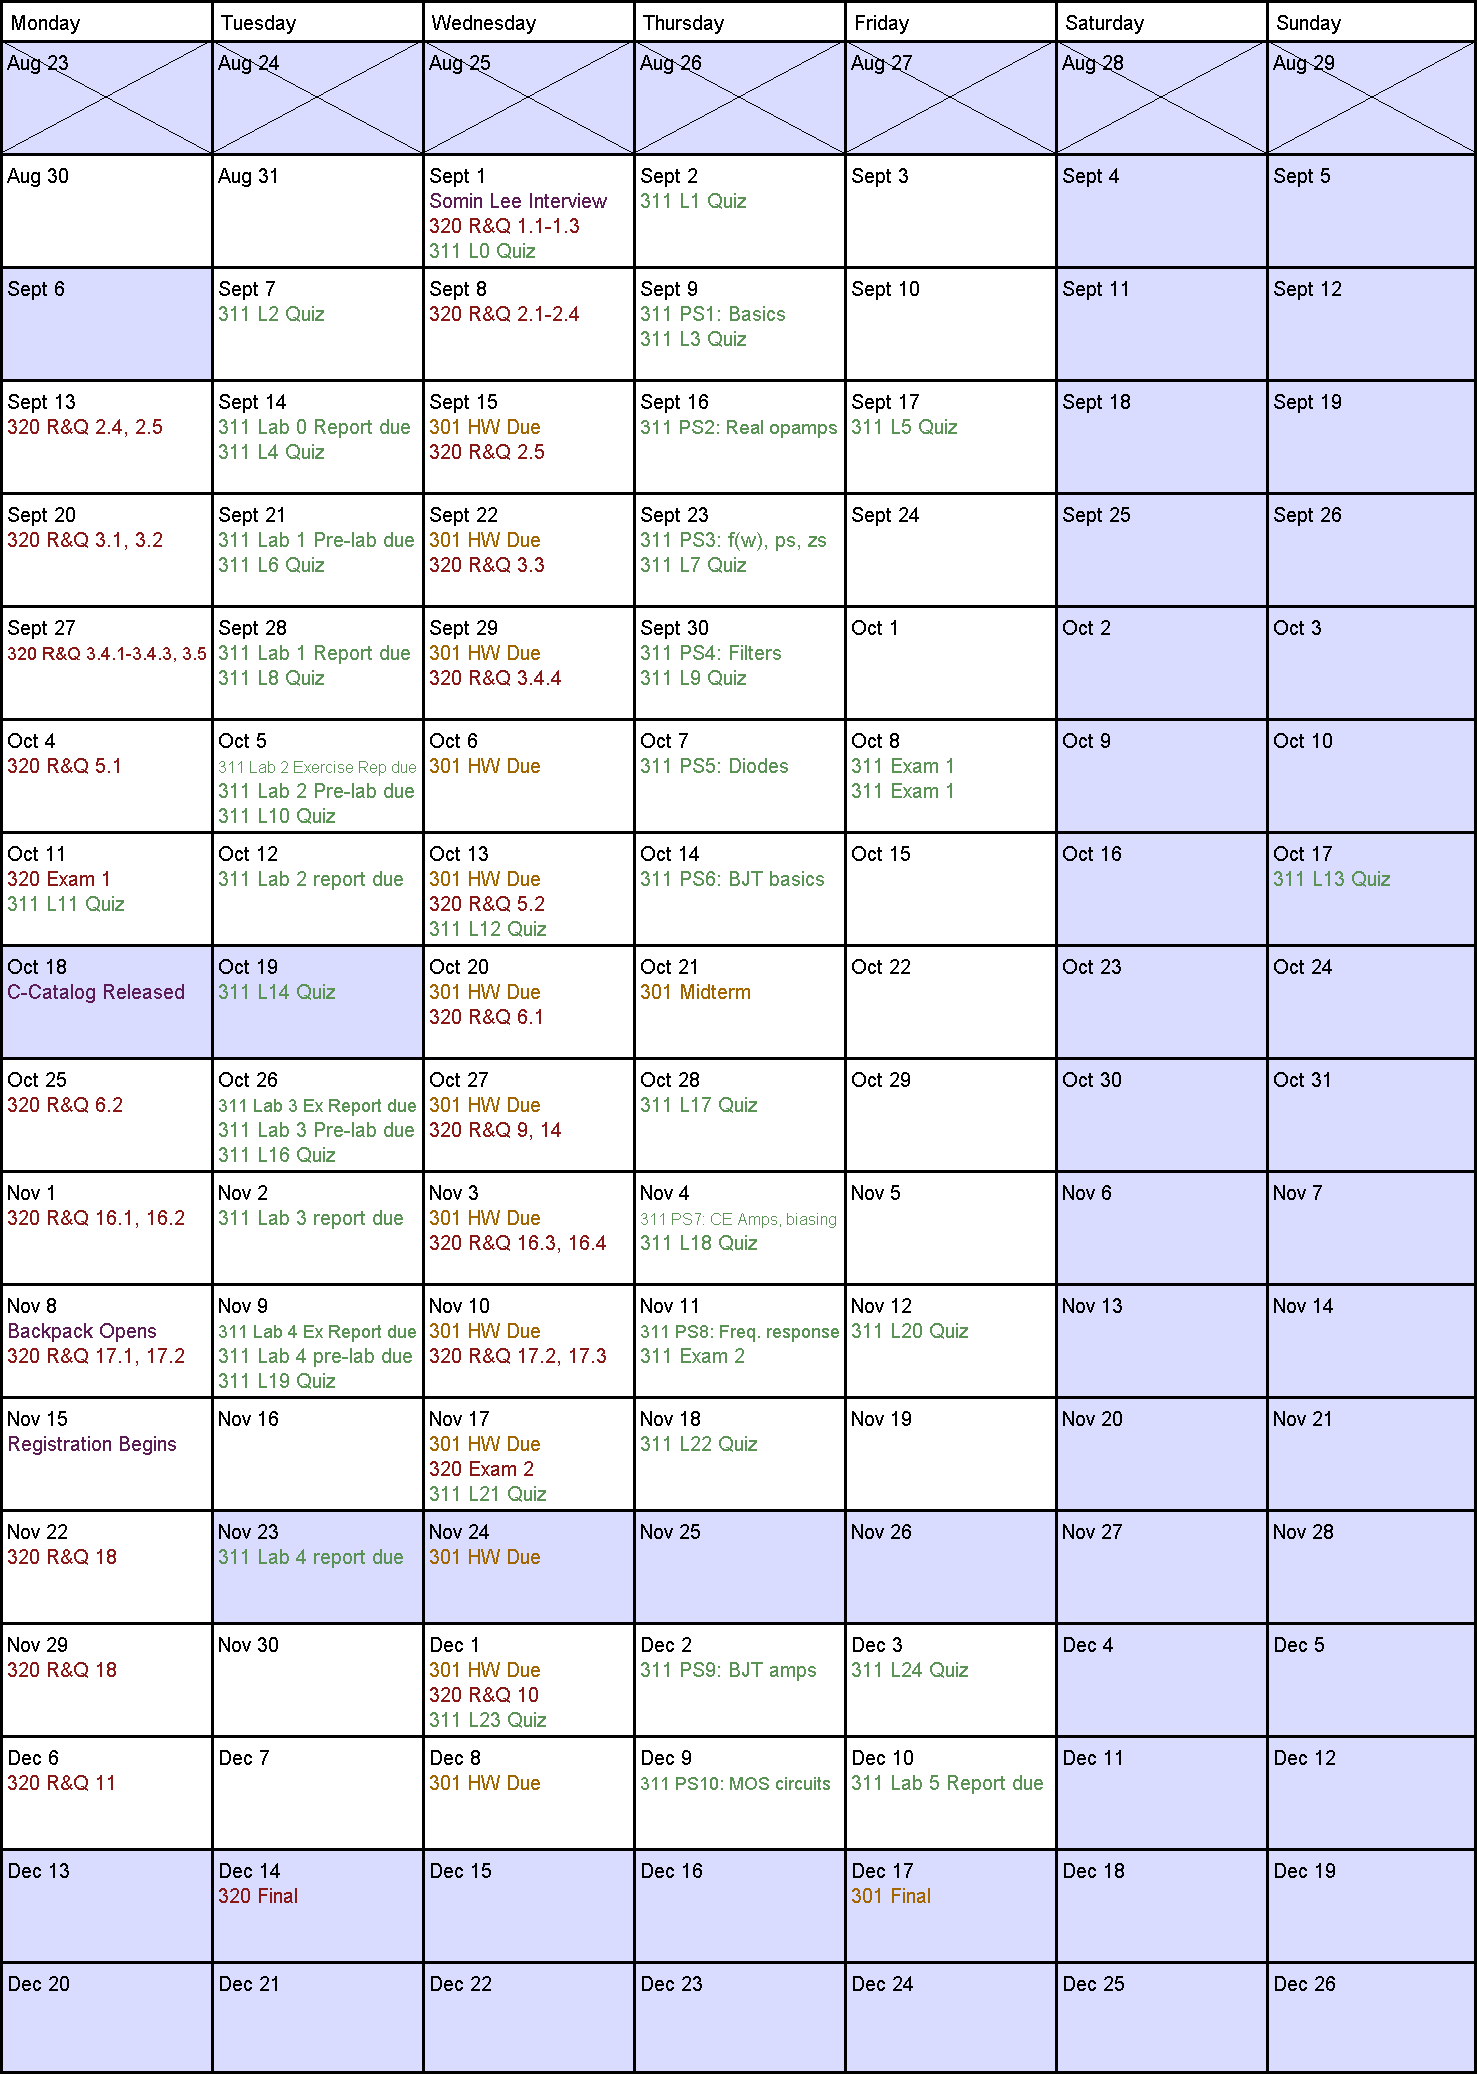 Monday Tuesday Wednesday Thursday Friday Saturday Sunday
Aug 23 Aug 24 Aug 25 Aug 26 Aug 27 Aug 28 Aug 29
Aug 30 Aug 31 Sept 1 Sept 2 Sept 3 Sept 4 Sept 5
Somin Lee Interview 311 L1 Quiz
320 R&Q 1.1-1.3
311 L0 Quiz
Sept 6 Sept 7 Sept 8 Sept 9 Sept 10 Sept 11 Sept 12
311 L2 Quiz 320 R&Q 2.1-2.4 311 PS1: Basics
311 L3 Quiz
Sept 13 Sept 14 Sept 15 Sept 16 Sept 17 Sept 18 Sept 19
320 R&Q 2.4, 2.5 311 Lab 0 Report due 301 HW Due 311 PS2: Real opamps 311 L5 Quiz
311 L4 Quiz 320 R&Q 2.5
Sept 20 Sept 21 Sept 22 Sept 23 Sept 24 Sept 25 Sept 26
320 R&Q 3.1, 3.2 311 Lab 1 Pre-lab due 301 HW Due 311 PS3: f(w), ps, zs
311 L6 Quiz 320 R&Q 3.3 311 L7 Quiz
Sept 27 Sept 28 Sept 29 Sept 30 Oct 1 Oct 2 Oct 3
320 R&Q 3.4.1-3.4.3, 3.5 311 Lab 1 Report due 301 HW Due 311 PS4: Filters
311 L8 Quiz 320 R&Q 3.4.4 311 L9 Quiz
Oct 4 Oct 5 Oct 6 Oct 7 Oct 8 Oct 9 Oct 10
320 R&Q 5.1 311 Lab 2 Exercise Rep due 301 HW Due 311 PS5: Diodes 311 Exam 1
311 Lab 2 Pre-lab due 311 Exam 1
311 L10 Quiz
Oct 11 Oct 12 Oct 13 Oct 14 Oct 15 Oct 16 Oct 17
320 Exam 1 311 Lab 2 report due 301 HW Due 311 PS6: BJT basics 311 L13 Quiz
311 L11 Quiz 320 R&Q 5.2
311 L12 Quiz
Oct 18 Oct 19 Oct 20 Oct 21 Oct 22 Oct 23 Oct 24
C-Catalog Released 311 L14 Quiz 301 HW Due 301 Midterm
320 R&Q 6.1
Oct 25 Oct 26 Oct 27 Oct 28 Oct 29 Oct 30 Oct 31
320 R&Q 6.2 311 Lab 3 Ex Report due 301 HW Due 311 L17 Quiz
311 Lab 3 Pre-lab due 320 R&Q 9, 14
311 L16 Quiz
Nov 1 Nov 2 Nov 3 Nov 4 Nov 5 Nov 6 Nov 7
320 R&Q 16.1, 16.2 311 Lab 3 report due 301 HW Due 311 PS7: CE Amps, biasing
320 R&Q 16.3, 16.4 311 L18 Quiz
Nov 8 Nov 9 Nov 10 Nov 11 Nov 12 Nov 13 Nov 14
Backpack Opens 311 Lab 4 Ex Report due 301 HW Due 311 PS8: Freq. response 311 L20 Quiz
320 R&Q 17.1, 17.2 311 Lab 4 pre-lab due 320 R&Q 17.2, 17.3 311 Exam 2
311 L19 Quiz
Nov 15 Nov 16 Nov 17 Nov 18 Nov 19 Nov 20 Nov 21
Registration Begins 301 HW Due 311 L22 Quiz
320 Exam 2
311 L21 Quiz
Nov 22 Nov 23 Nov 24 Nov 25 Nov 26 Nov 27 Nov 28
320 R&Q 18 311 Lab 4 report due 301 HW Due
Nov 29 Nov 30 Dec 1 Dec 2 Dec 3 Dec 4 Dec 5
320 R&Q 18 301 HW Due 311 PS9: BJT amps 311 L24 Quiz
320 R&Q 10
311 L23 Quiz
Dec 6 Dec 7 Dec 8 Dec 9 Dec 10 Dec 11 Dec 12
320 R&Q 11 301 HW Due 311 PS10: MOS circuits 311 Lab 5 Report due
Dec 13 Dec 14 Dec 15 Dec 16 Dec 17 Dec 18 Dec 19
320 Final 301 Final
Dec 20 Dec 21 Dec 22 Dec 23 Dec 24 Dec 25 Dec 26